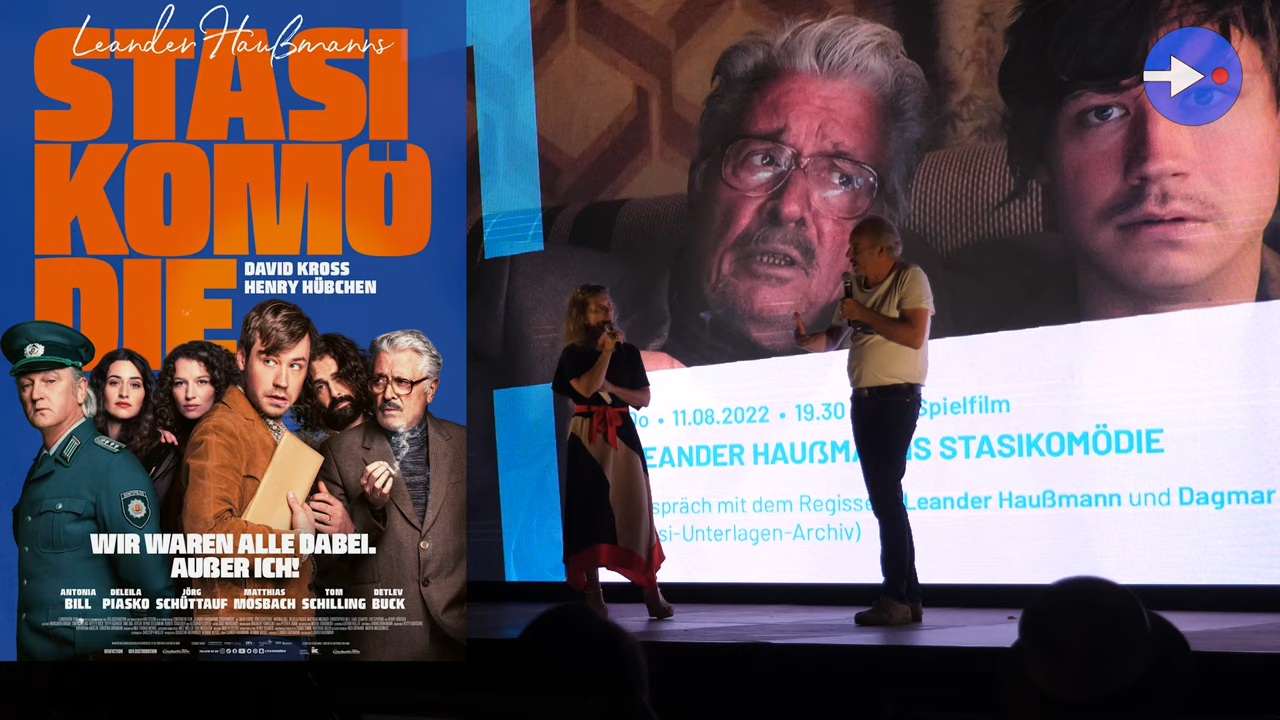 Leander Haußmanns
STASI
KOMÖ
DIE
DAVID KROSS
HENRY HÜBCHEN
WIR WAREN ALLE DABEI.
AUßER ICH!
ANTONIA BILL DELEILA PIASKO JÖRG SCHÜTTAUF MATTHIAS MOSBACH TOM SCHILLING DETLEV BUCK
Do • 11.08.2022 • 19.30 Spielfilm
EANDER HAUßMA NS STASIKOMÖDIE
spräch mit dem Regisse Leander Haußmann und Dagmar
si-Unterlagen-Archiv)